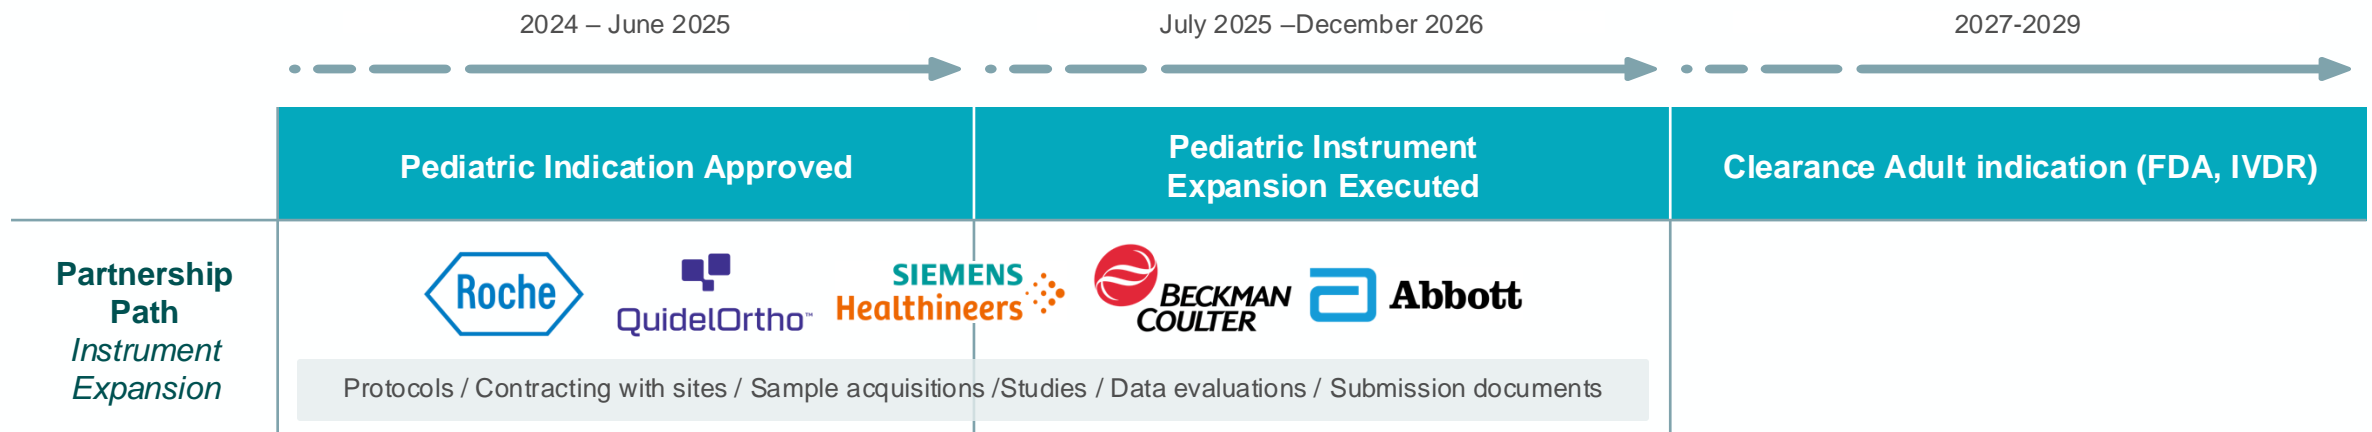 2024 – June 2025
July 2025 –December 2026
2027-2029
Pediatric Indication Approved
Pediatric Instrument
Expansion Executed
Clearance Adult indication (FDA, IVDR)
Partnership
Path
Instrument
Expansion
Roche
QuidelOrtho™
SIEMENS
Healthineers
BECKMAN
COULTER
Abbott
Protocols / Contracting with sites / Sample acquisitions /Studies / Data evaluations / Submission documents